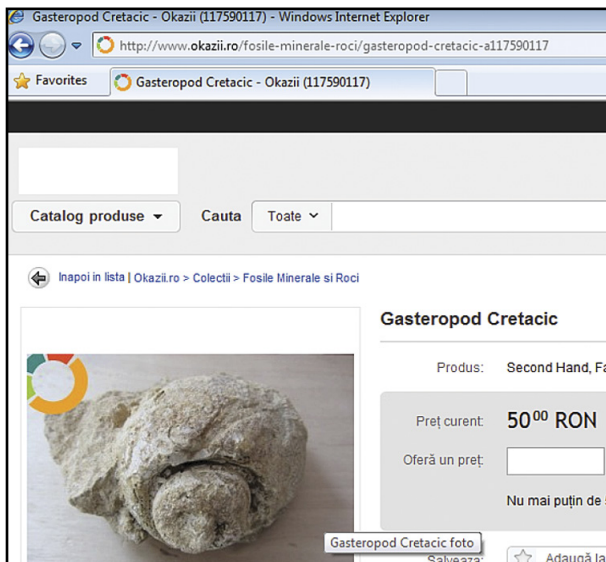 Gasteropod Cretacic - Okazii (117590117) - Windows Internet Explorer
http://www.okazii.ro/fosile-minerale-roci/gasteropod-cretacic-a117590117
Favorites
Gasteropod Cretacic - Okazii (117590117)
Catalog produse
Cauta
Toate
Inapoi in lista | Okazii.ro > Colectii > Fosile Minerale si Roci
Gasteropod Cretacic
Produs: Second Hand, Fa
Preț curent: 50⁰⁰ RON
Oferă un preț:
Nu mai puțin de
Gasteropod Cretacic foto
Salveaza: Adaugă la